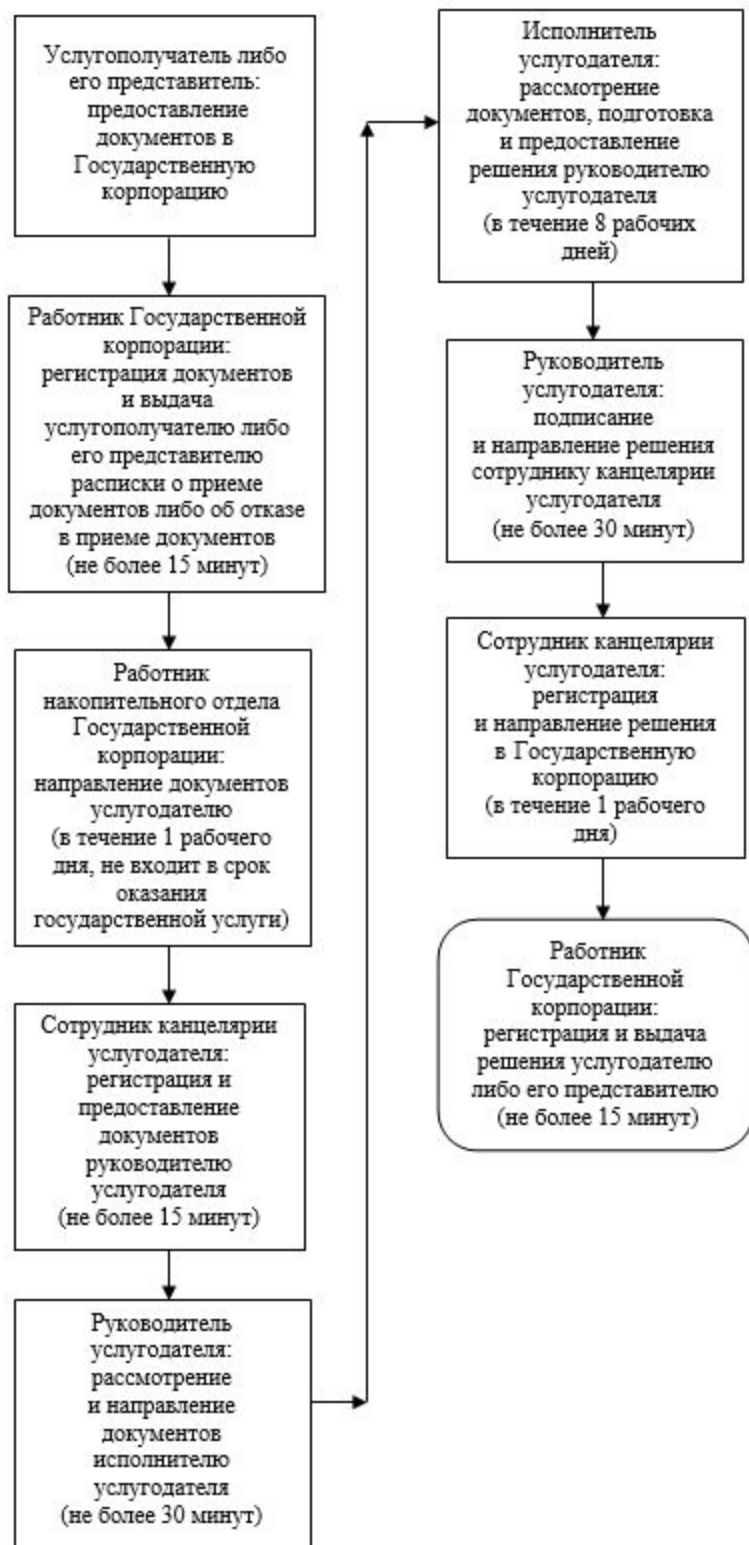 Услугополучатель либо
его представитель:
предоставление
документов в
Государственную
корпорацию
Работник Государственной
корпорации:
регистрация документов
и выдача
услугополучателю либо
его представителю
расписки о приеме
документов либо об отказе
в приеме документов
(не более 15 минут)
Работник
накопительного отдела
Государственной
корпорации:
направление документов
услугодателю
(в течение 1 рабочего
дня, не входит в срок
оказания
государственной услуги)
Сотрудник канцелярии
услугодателя:
регистрация и
предоставление
документов
руководителю
услугодателя
(не более 15 минут)
Руководитель
услугодателя:
рассмотрение
и направление
документов
исполнителю
услугодателя
(не более 30 минут)
Исполнитель
услугодателя:
рассмотрение
документов, подготовка
и предоставление
решения руководителю
услугодателя
(в течение 8 рабочих
дней)
Руководитель
услугодателя:
подписание
и направление решения
сотруднику канцелярии
услугодателя
(не более 30 минут)
Сотрудник канцелярии
услугодателя:
регистрация
и направление решения
в Государственную
корпорацию
(в течение 1 рабочего
дня)
Работник
Государственной
корпорации:
регистрация и выдача
решения услугодателю
либо его представителю
(не более 15 минут)